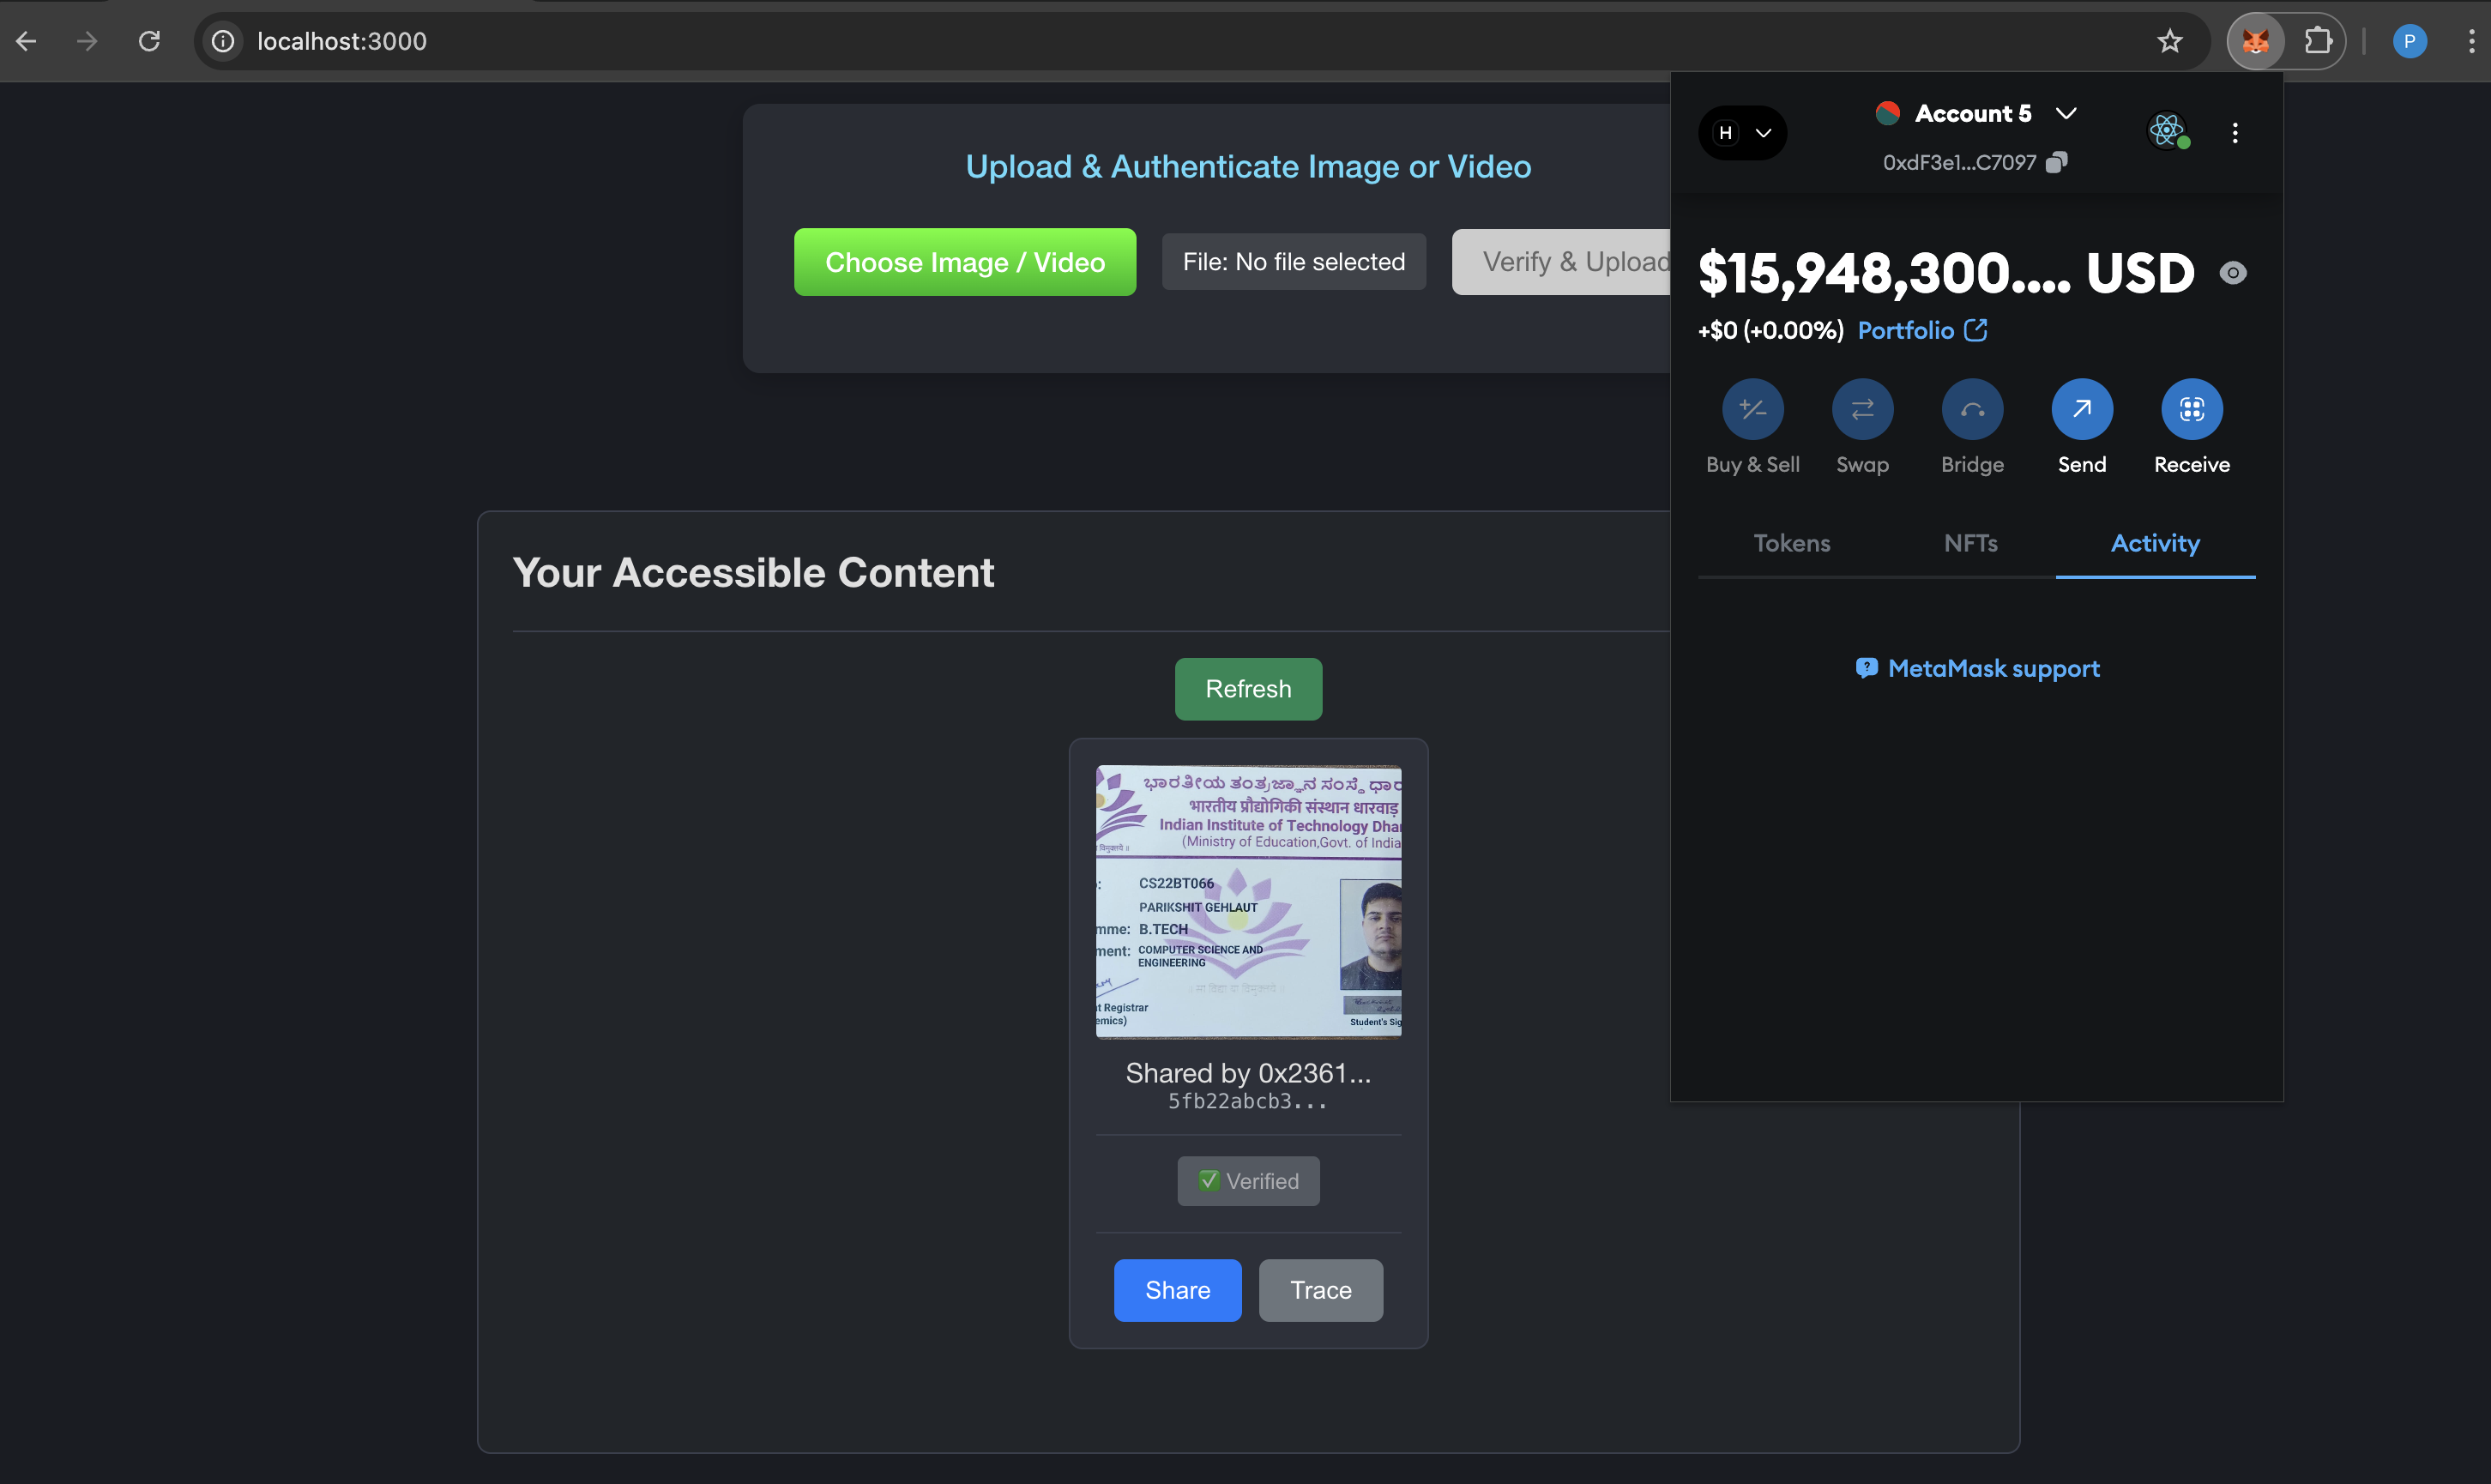 localhost:3000
P
Upload & Authenticate Image or Video
Choose Image / Video
File: No file selected
Verify & Upload
H
Account 5
0xdF3e1...C7097
$15,948,300.... USD
+$0 (+0.00%) Portfolio
Buy & Sell
Swap
Bridge
Send
Receive
Tokens
NFTs
Activity
MetaMask support
Your Accessible Content
Refresh
ಭಾರತೀಯ ತಂತ್ರಜ್ಞಾನ ಸಂಸ್ಥೆ ಧಾರ
भारतीय प्रौद्योगिकी संस्थान धारवाड़
Indian Institute of Technology Dhar
(Ministry of Education,Govt. of India
CS22BT066
PARIKSHIT GEHLAUT
mme: B.TECH
ment: COMPUTER SCIENCE AND
ENGINEERING
nt Registrar
emics)
Student's Sig
Shared by 0x2361...
5fb22abcb3...
✅ Verified
Share
Trace